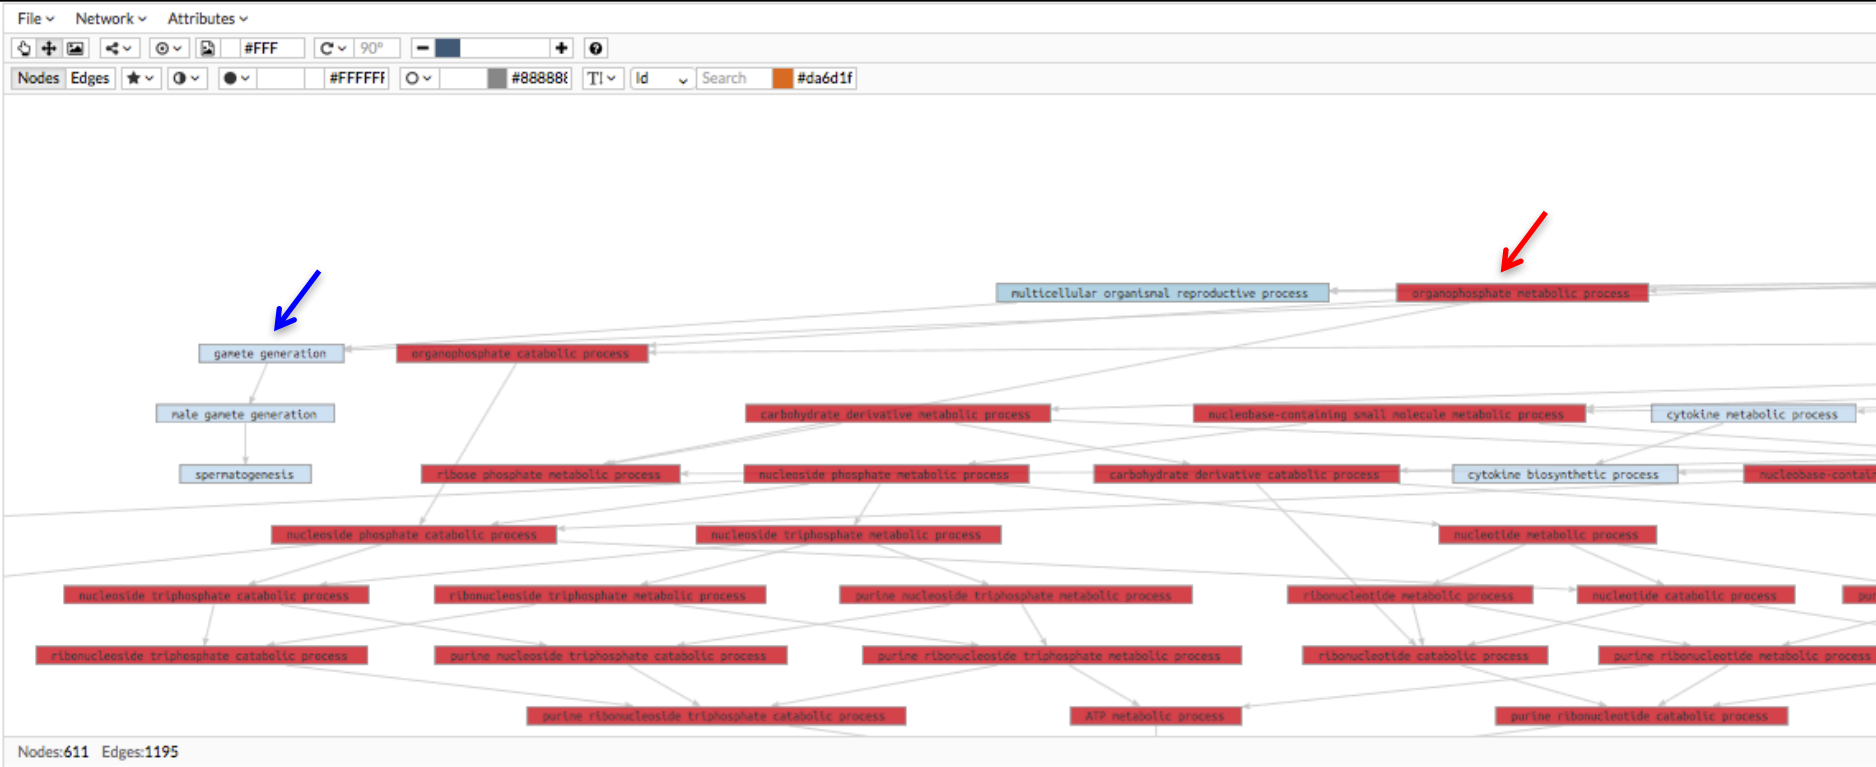 File Network Attributes
#FFF 90°
Nodes Edges #FFFFFF #888888 T Id Search #da6d1f
multicellular organismal reproductive process organophosphate metabolic process
gamete generation organophosphate catabolic process
male gamete generation carbohydrate derivative metabolic process nucleobase-containing small molecule metabolic process cytokine metabolic process
spermatogenesis ribose phosphate metabolic process nucleoside phosphate metabolic process carbohydrate derivative catabolic process cytokine biosynthetic process nucleobase-contain
nucleoside phosphate catabolic process nucleoside triphosphate metabolic process nucleotide metabolic process
nucleoside triphosphate catabolic process ribonucleoside triphosphate metabolic process purine nucleoside triphosphate metabolic process ribonucleotide metabolic process nucleotide catabolic process pur
ribonucleoside triphosphate catabolic process purine nucleoside triphosphate catabolic process purine ribonucleoside triphosphate metabolic process ribonucleotide catabolic process purine ribonucleotide metabolic process
purine ribonucleoside triphosphate catabolic process ATP metabolic process purine ribonucleotide catabolic process
Nodes:611 Edges:1195